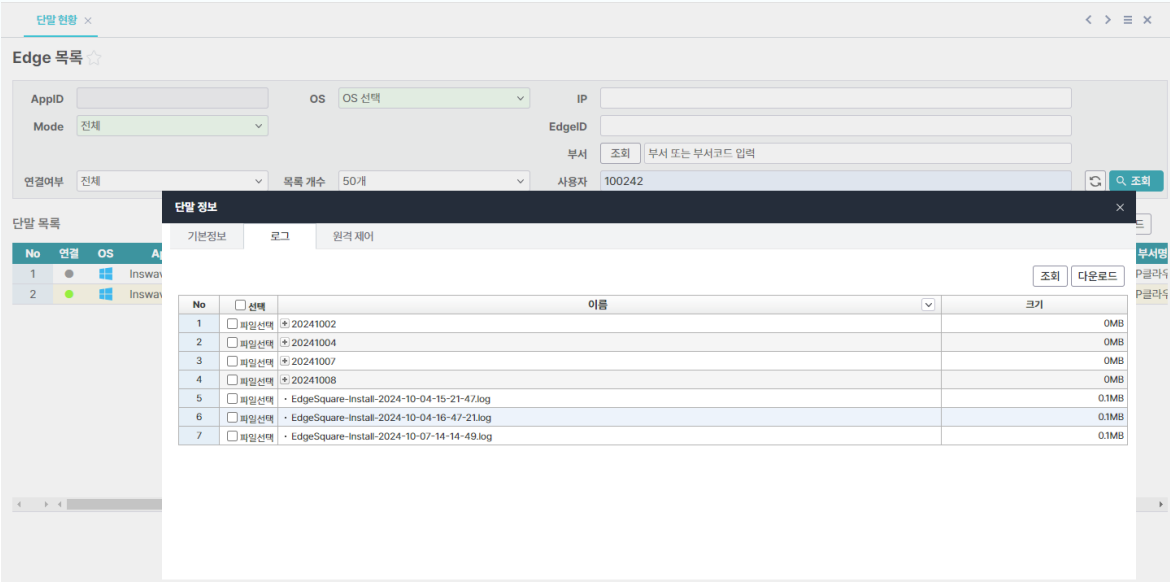 단말 현황
Edge 목록
AppID OS OS 선택 IP
Mode 전체 EdgeID
부서 조회 부서 또는 부서코드 입력
연결여부 전체 목록 개수 50개 사용자 100242 조회
단말 목록
단말 정보
기본정보 로그 원격 제어
No 연결 OS 부서명
1 Inswav P클라우
2 Inswav P클라우
조회 다운로드
No 선택 이름 크기
1 파일선택 20241002 0MB
2 파일선택 20241004 0MB
3 파일선택 20241007 0MB
4 파일선택 20241008 0MB
5 파일선택 EdgeSquare-Install-2024-10-04-15-21-47.log 0.1MB
6 파일선택 EdgeSquare-Install-2024-10-04-16-47-21.log 0.1MB
7 파일선택 EdgeSquare-Install-2024-10-07-14-14-49.log 0.1MB